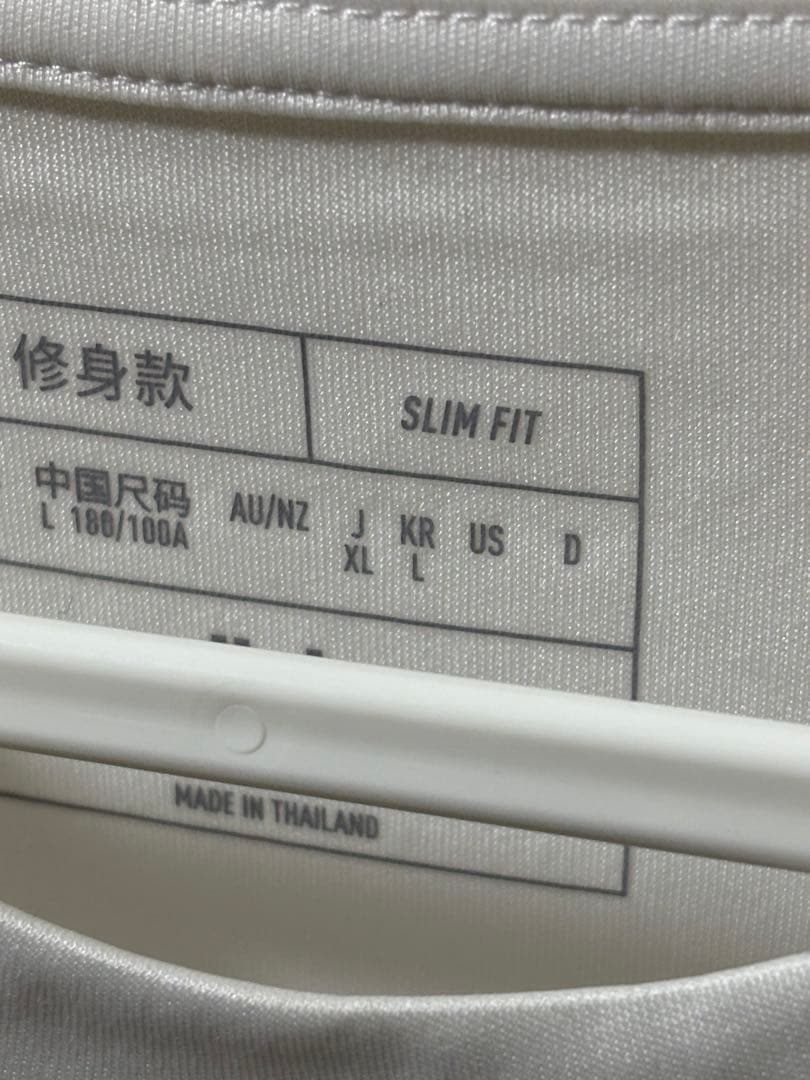 修身款
SLIM FIT
中国尺码 AU/NZ J KR US D
L 180/100A XL L
MADE IN THAILAND